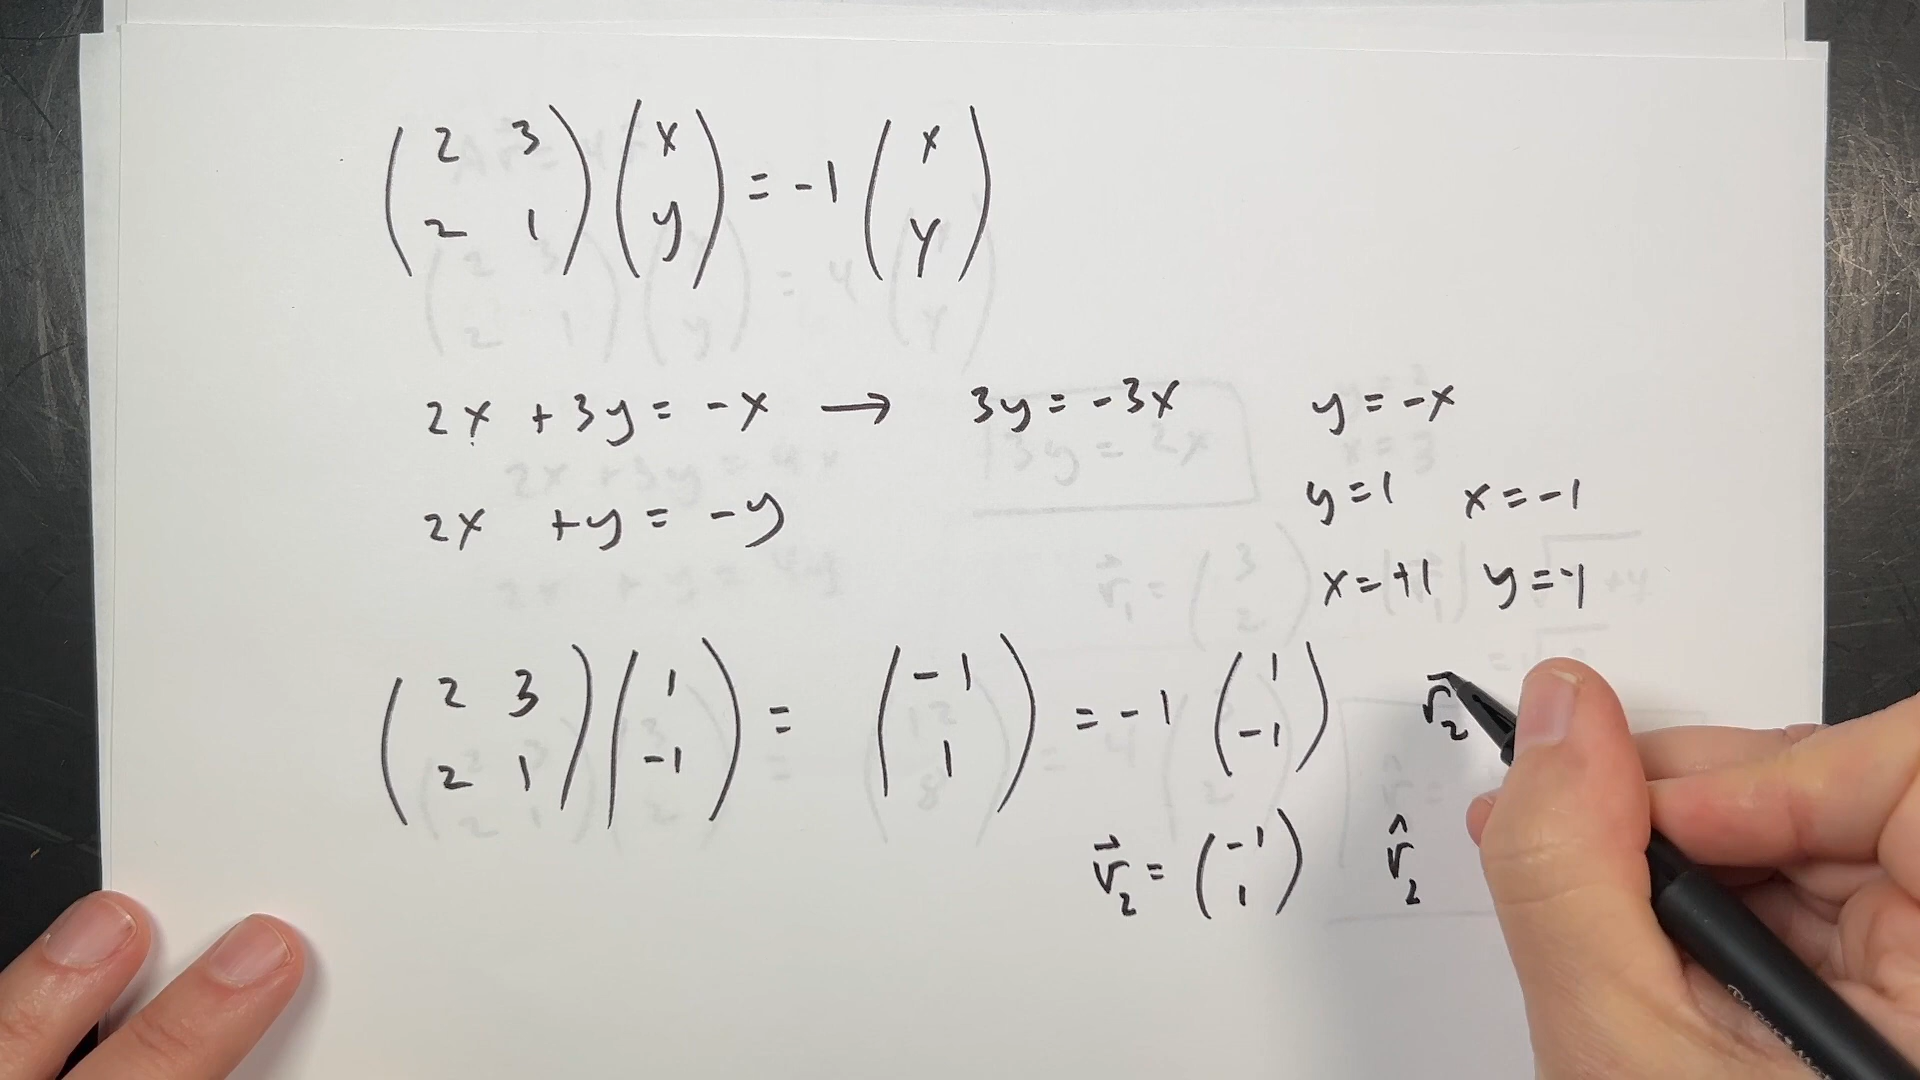 ( 2 3 ) ( x ) = -1 ( x )
( 2 1 ) ( y ) ( y )
2x + 3y = -x → 3y = -3x y = -x
y = 1 x = -1
2x + y = -y
x = +1 y = -1
( 2 3 ) ( 1 ) = ( -1 ) = -1 ( 1 ) r⃗₂
( 2 1 ) ( -1 ) ( 1 ) ( -1 )
r⃗₂ = ( -1 ) r̂₂
( 1 )